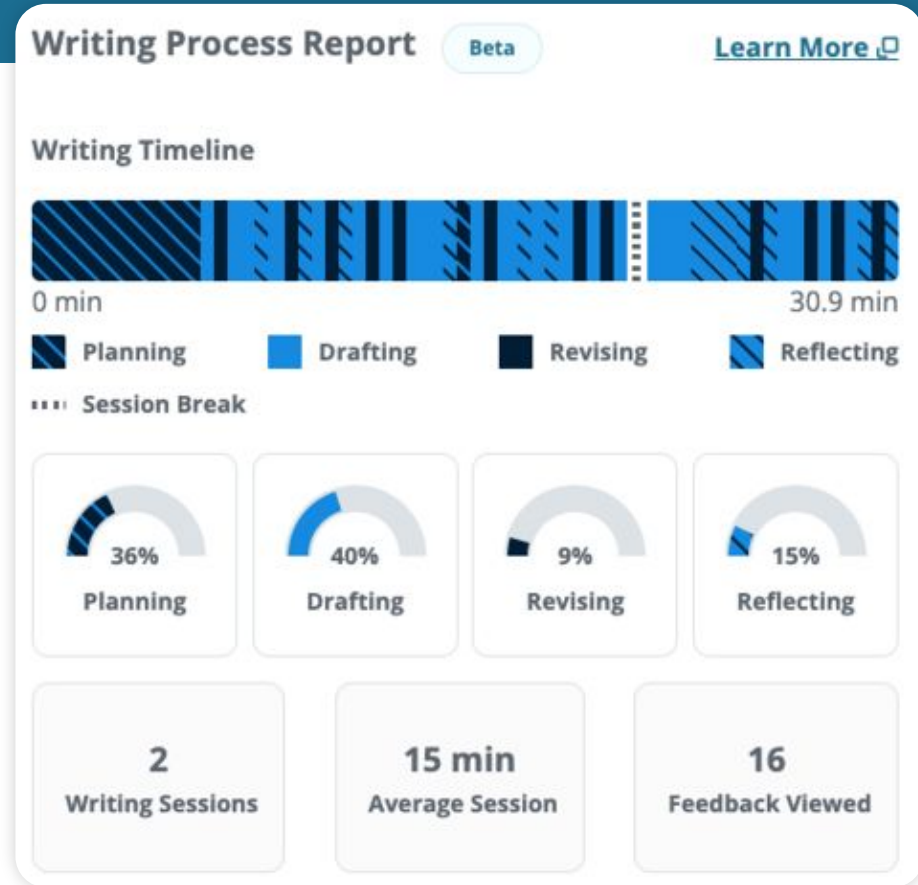 Writing Process Report Beta Learn More
Writing Timeline
0 min 30.9 min
Planning Drafting Revising Reflecting
Session Break
36% 40% 9% 15%
Planning Drafting Revising Reflecting
2 15 min 16
Writing Sessions Average Session Feedback Viewed